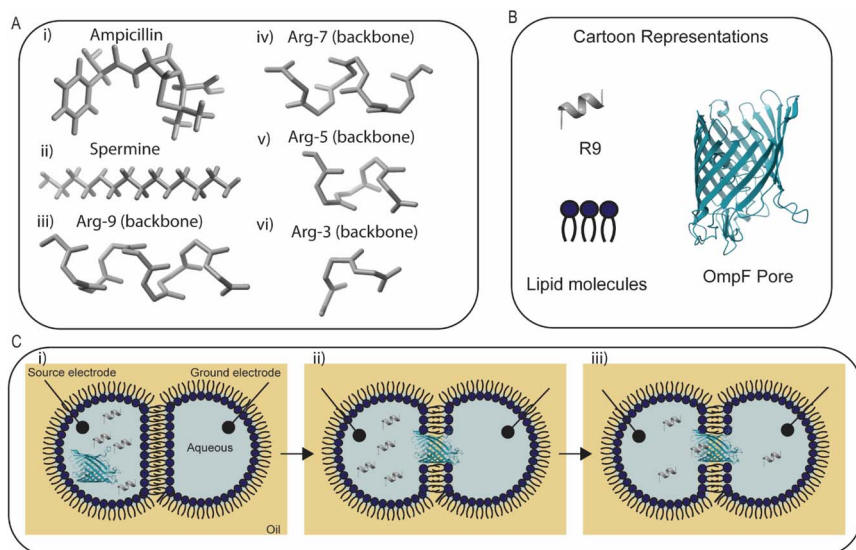 A
i) Ampicillin
ii) Spermine
iii) Arg-9 (backbone)
iv) Arg-7 (backbone)
v) Arg-5 (backbone)
vi) Arg-3 (backbone)
B
Cartoon Representations
R9
Lipid molecules
OmpF Pore
C
i)
Source electrode
Ground electrode
Aqueous
Oil
ii)
iii)